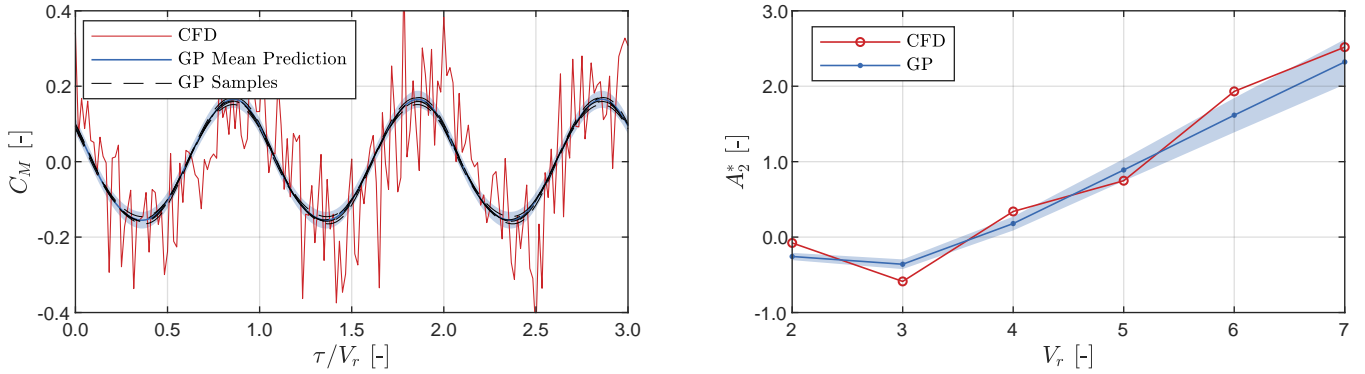 CFD
GP Mean Prediction
GP Samples
0.4
0.2
0.0
-0.2
-0.4
C_M [-]
0.0 0.5 1.0 1.5 2.0 2.5 3.0
τ/V_r [-]
CFD
GP
3.0
2.0
1.0
0.0
-1.0
A_2^* [-]
2 3 4 5 6 7
V_r [-]